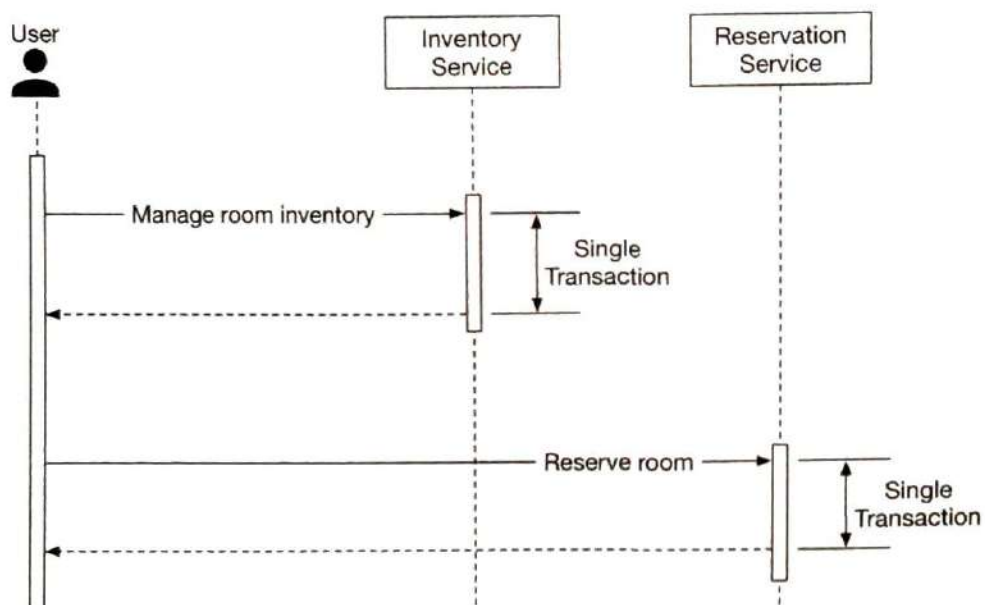 User
Inventory
Service
Reservation
Service
Manage room inventory
Single
Transaction
Reserve room
Single
Transaction